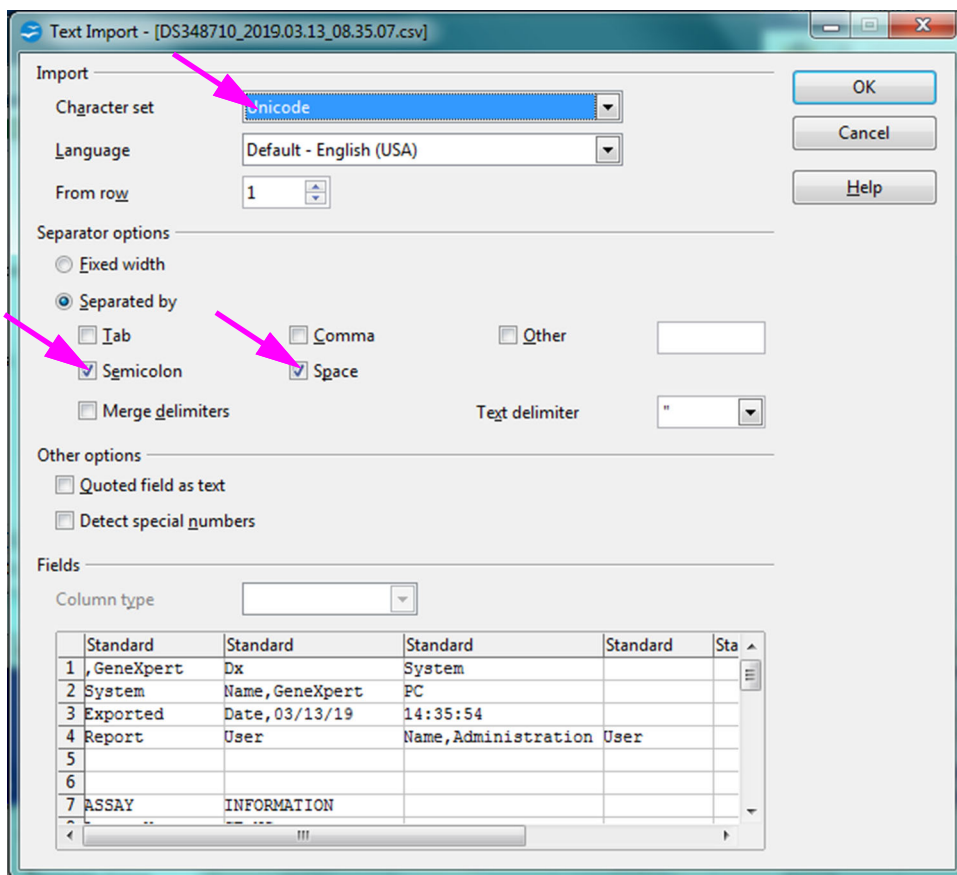 Text Import - [DS348710_2019.03.13_08.35.07.csv]
Import
OK
Character set Unicode
Cancel
Language Default - English (USA)
From row 1
Help
Separator options
Fixed width
Separated by
Tab Comma Other
Semicolon Space
Merge delimiters Text delimiter "
Other options
Quoted field as text
Detect special numbers
Fields
Column type
Standard Standard Standard Standard Sta
1 ,GeneXpert Dx System
2 System Name,GeneXpert PC
3 Exported Date,03/13/19 14:35:54
4 Report User Name,Administration User
5
6
7 ASSAY INFORMATION